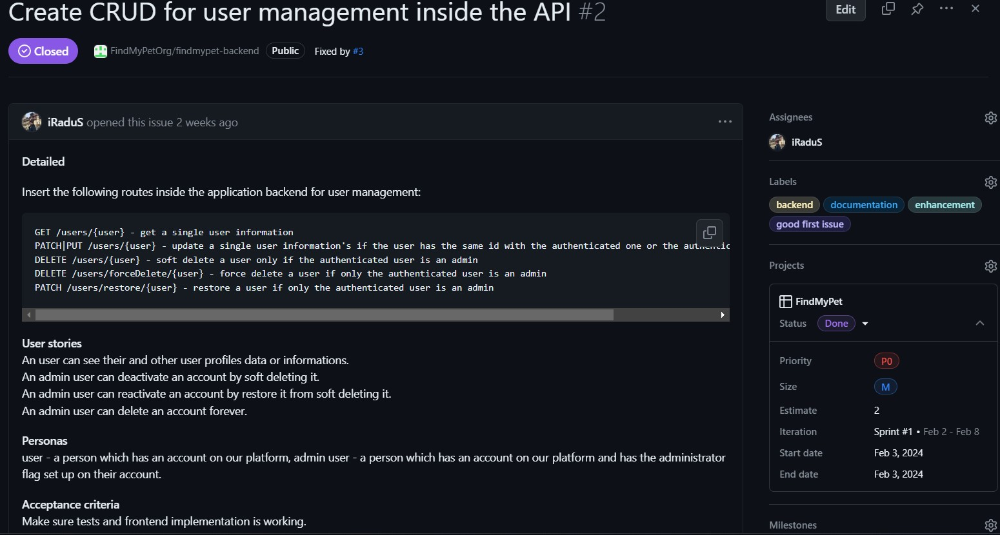 Create CRUD for user management inside the API #2
Edit
Closed
FindMyPetOrg/findmypet-backend
Public
Fixed by #3
iRaduS opened this issue 2 weeks ago
Detailed
Insert the following routes inside the application backend for user management:
GET /users/{user} - get a single user information
PATCH|PUT /users/{user} - update a single user information's if the user has the same id with the authenticated one or the
DELETE /users/{user} - soft delete a user only if the authenticated user is an admin
DELETE /users/forceDelete/{user} - force delete a user if only the authenticated user is an admin
PATCH /users/restore/{user} - restore a user if only the authenticated user is an admin
User stories
An user can see their and other user profiles data or informations.
An admin user can deactivate an account by soft deleting it.
An admin user can reactivate an account by restore it from soft deleting it.
An admin user can delete an account forever.
Personas
user - a person which has an account on our platform, admin user - a person which has an account on our platform and has the administrator
flag set up on their account.
Acceptance criteria
Make sure tests and frontend implementation is working.
Assignees
iRaduS
Labels
backend
documentation
enhancement
good first issue
Projects
FindMyPet
Status Done
Priority P0
Size M
Estimate 2
Iteration Sprint #1 • Feb 2 - Feb 8
Start date Feb 3, 2024
End date Feb 3, 2024
Milestones